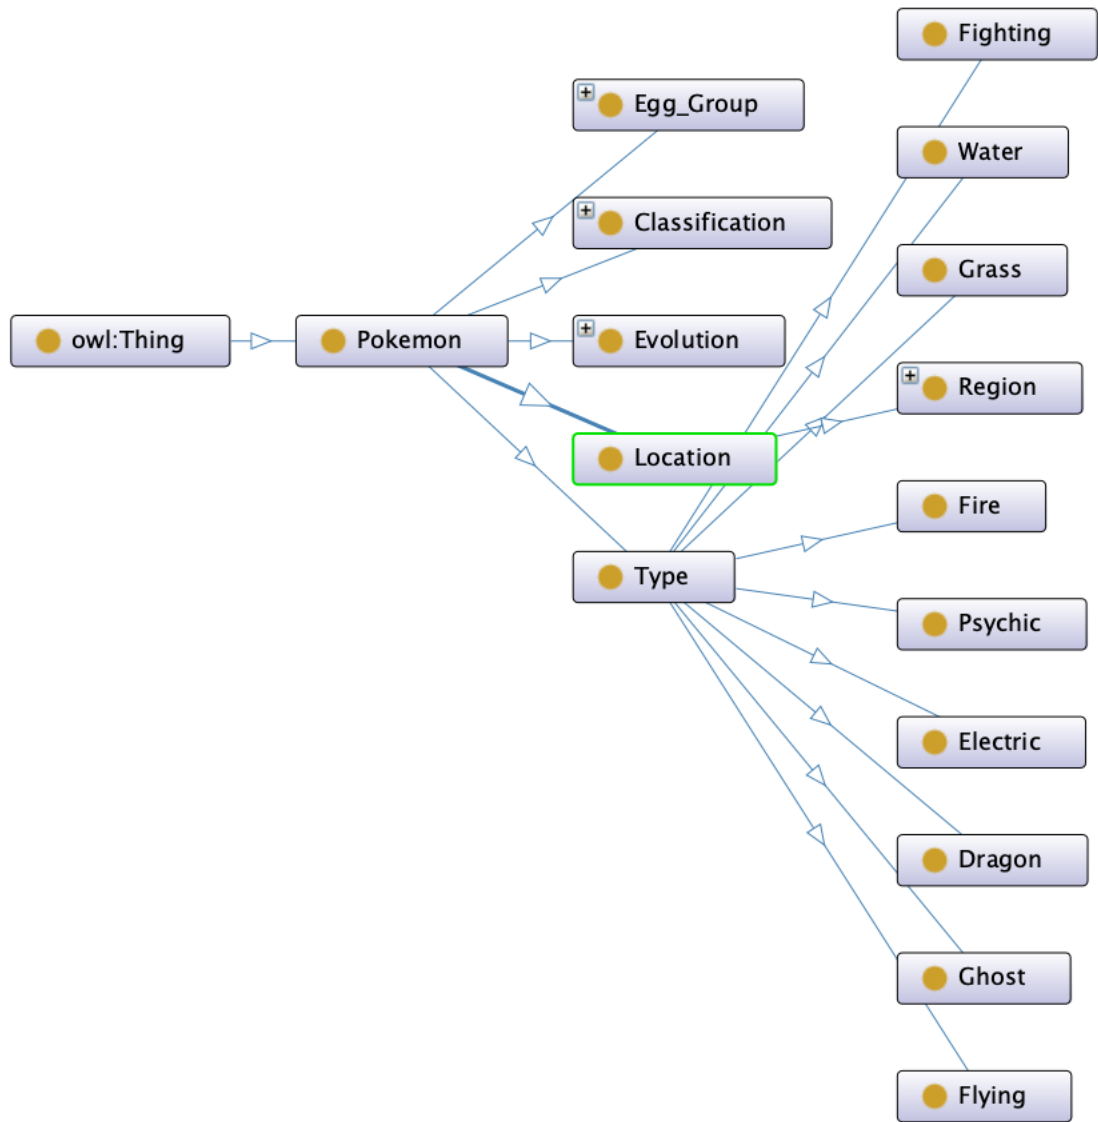 owl:Thing
Pokemon
Egg_Group
Classification
Evolution
Location
Type
Fighting
Water
Grass
Region
Fire
Psychic
Electric
Dragon
Ghost
Flying